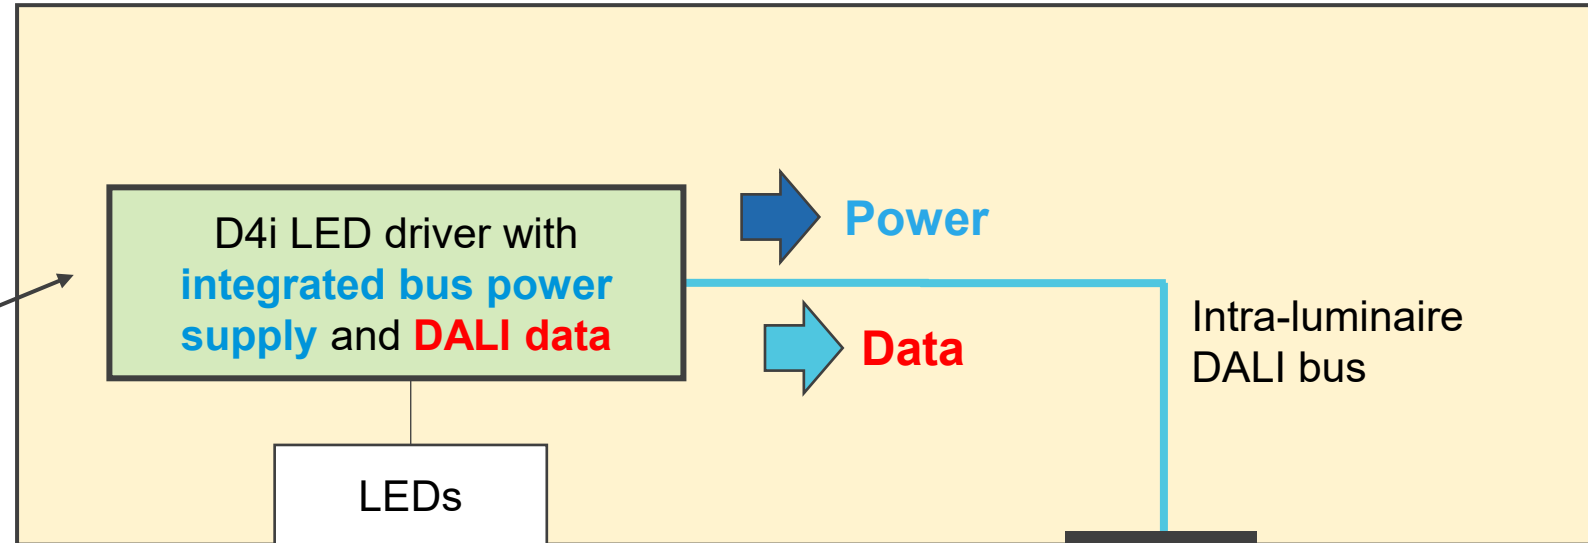 D4i LED driver with
integrated bus power
supply and DALI data
Power
Data
Intra-luminaire
DALI bus
LEDs